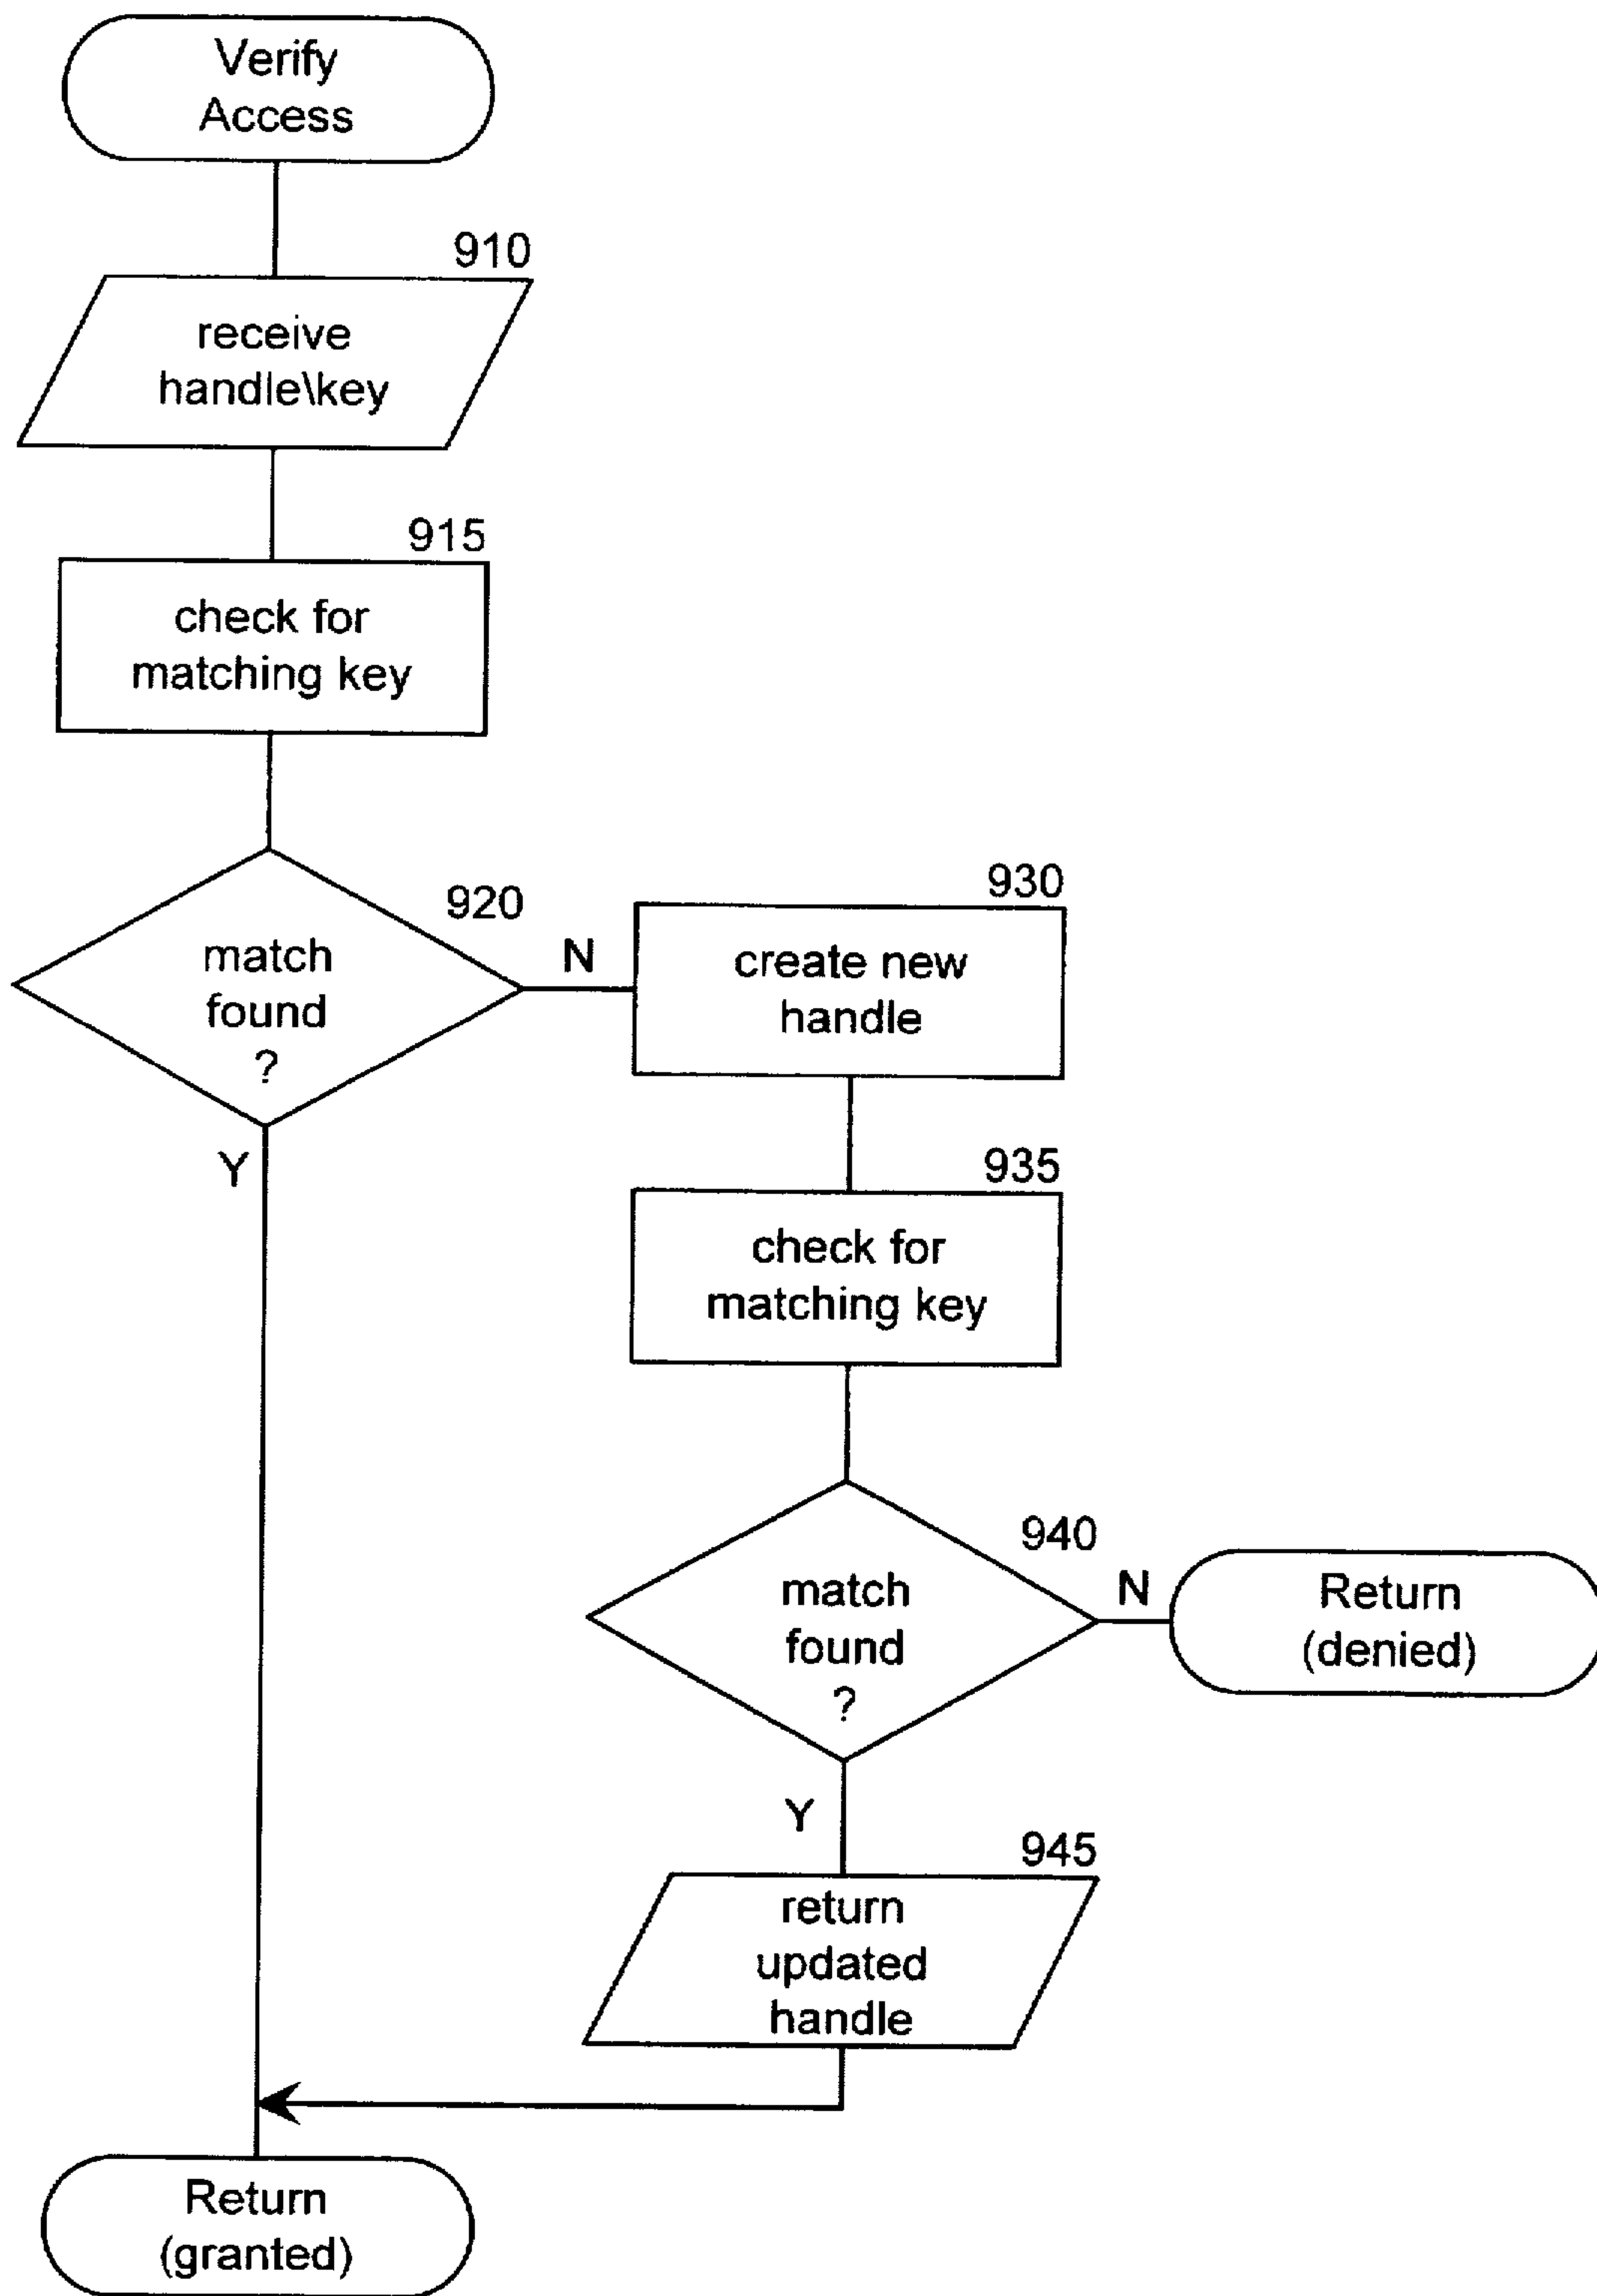 Verify
Access
910
receive
handle\key
915
check for
matching key
920
match
found
?
N
Y
930
create new
handle
935
check for
matching key
940
match
found
?
N
Return
(denied)
Y
945
return
updated
handle
Return
(granted)